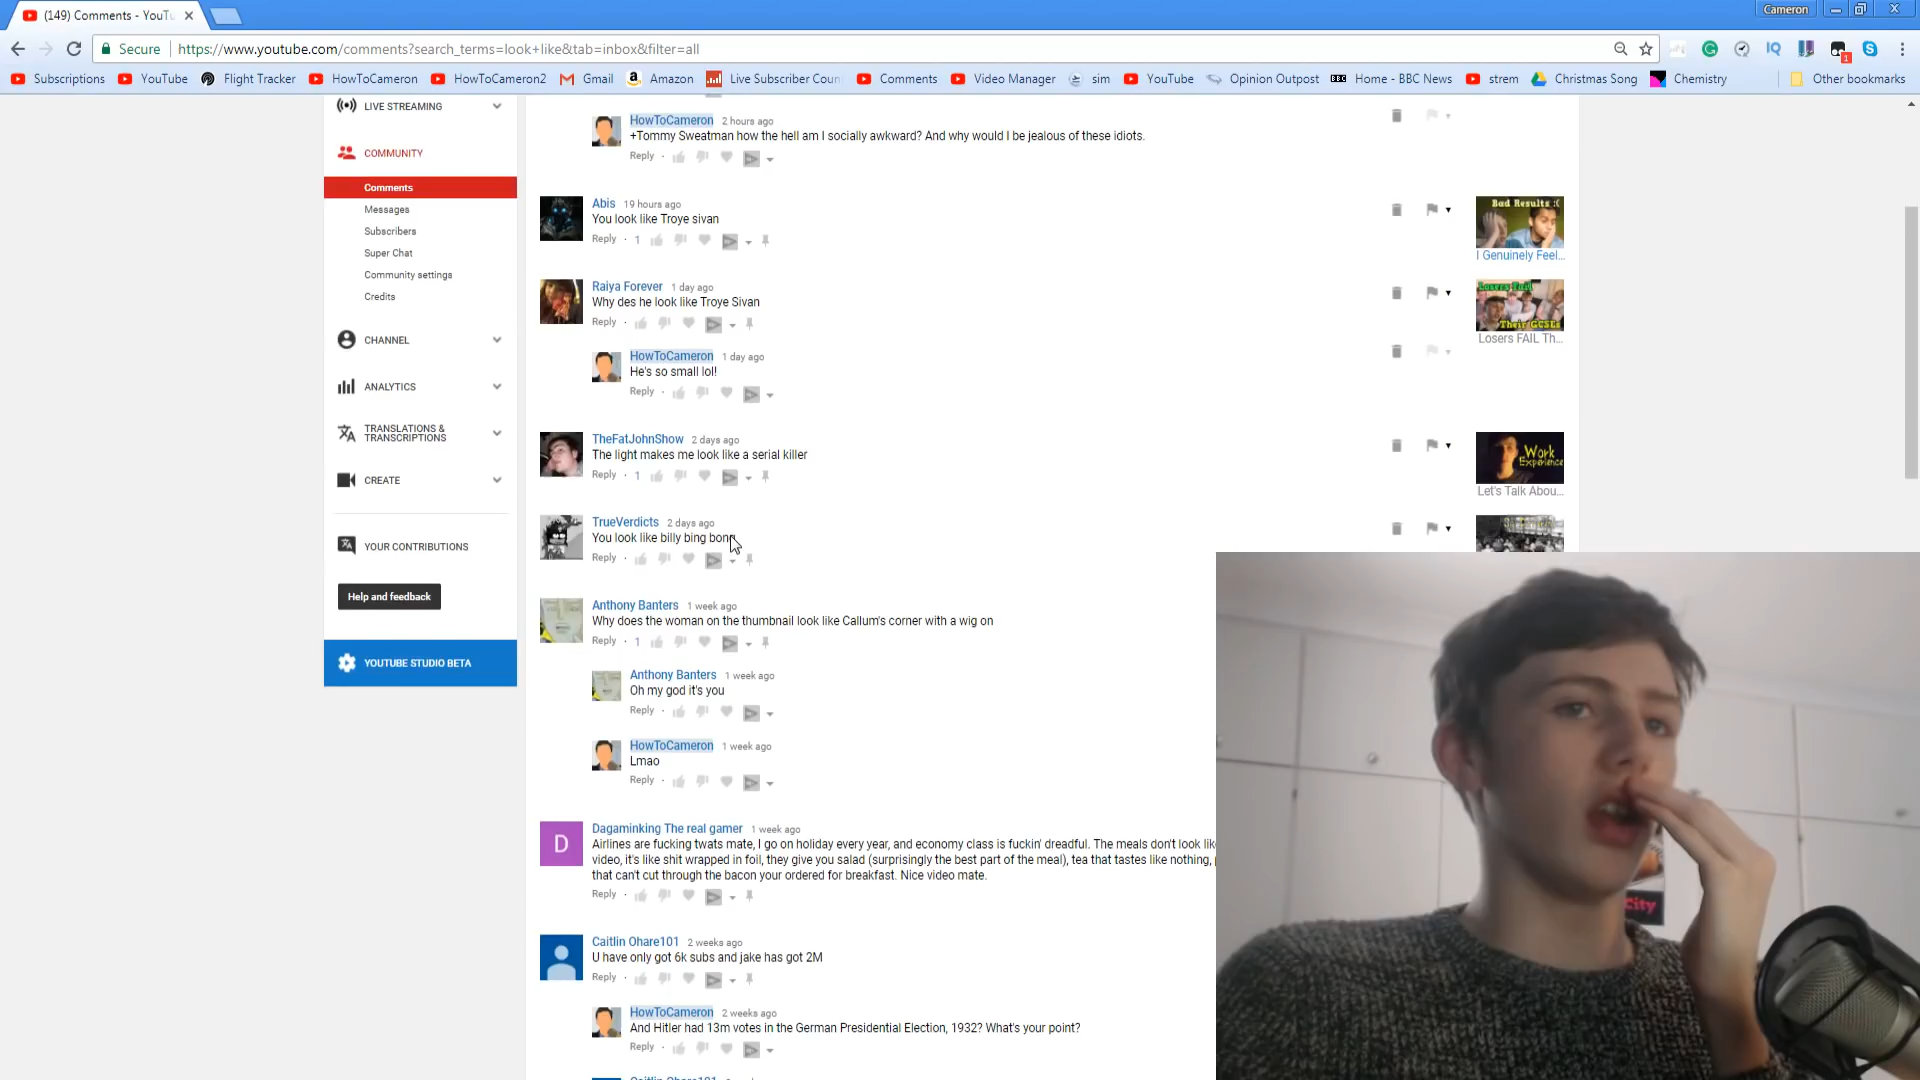 (149) Comments - YouTu
Cameron
Secure https://www.youtube.com/comments?search_terms=look+like&tab=inbox&filter=all
Subscriptions YouTube Flight Tracker HowToCameron HowToCameron2 Gmail Amazon Live Subscriber Coun Comments Video Manager sim YouTube Opinion Outpost BBC Home - BBC News strem Christmas Song Chemistry Other bookmarks
LIVE STREAMING
COMMUNITY
Comments
Messages
Subscribers
Super Chat
Community settings
Credits
CHANNEL
ANALYTICS
TRANSLATIONS &
TRANSCRIPTIONS
CREATE
YOUR CONTRIBUTIONS
Help and feedback
YOUTUBE STUDIO BETA
HowToCameron 2 hours ago
+Tommy Sweatman how the hell am I socially awkward? And why would I be jealous of these idiots.
Reply
Abis 19 hours ago
You look like Troye sivan
Reply · 1
Bad Results :(
I Genuinely Feel...
Raiya Forever 1 day ago
Why des he look like Troye Sivan
Reply
Losers Fail
Their GCSEs
Losers FAIL Th...
HowToCameron 1 day ago
He's so small lol!
Reply
TheFatJohnShow 2 days ago
The light makes me look like a serial killer
Reply · 1
Work
Experience
Let's Talk Abou...
TrueVerdicts 2 days ago
You look like billy bing bong
Reply
Anthony Banters 1 week ago
Why does the woman on the thumbnail look like Callum's corner with a wig on
Reply · 1
Anthony Banters 1 week ago
Oh my god it's you
Reply
HowToCameron 1 week ago
Lmao
Reply
D
Dagaminking The real gamer 1 week ago
Airlines are fucking twats mate, I go on holiday every year, and economy class is fuckin' dreadful. The meals don't look lik
video, it's like shit wrapped in foil, they give you salad (surprisingly the best part of the meal), tea that tastes like nothing,
that can't cut through the bacon your ordered for breakfast. Nice video mate.
Reply
Caitlin Ohare101 2 weeks ago
U have only got 6k subs and jake has got 2M
Reply
HowToCameron 2 weeks ago
And Hitler had 13m votes in the German Presidential Election, 1932? What's your point?
Reply
City